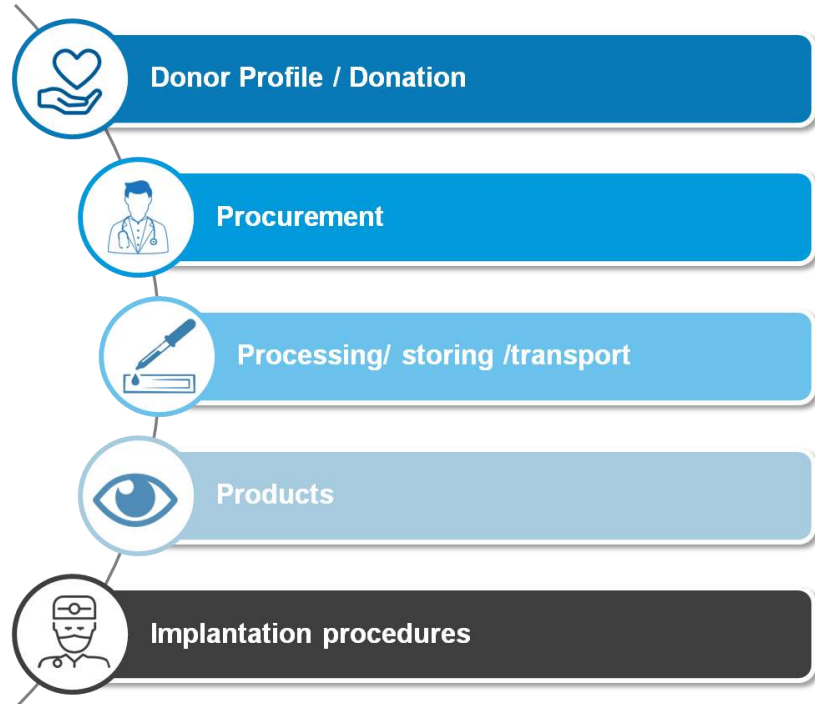 Donor Profile / Donation
Procurement
Processing/ storing /transport
Products
Implantation procedures